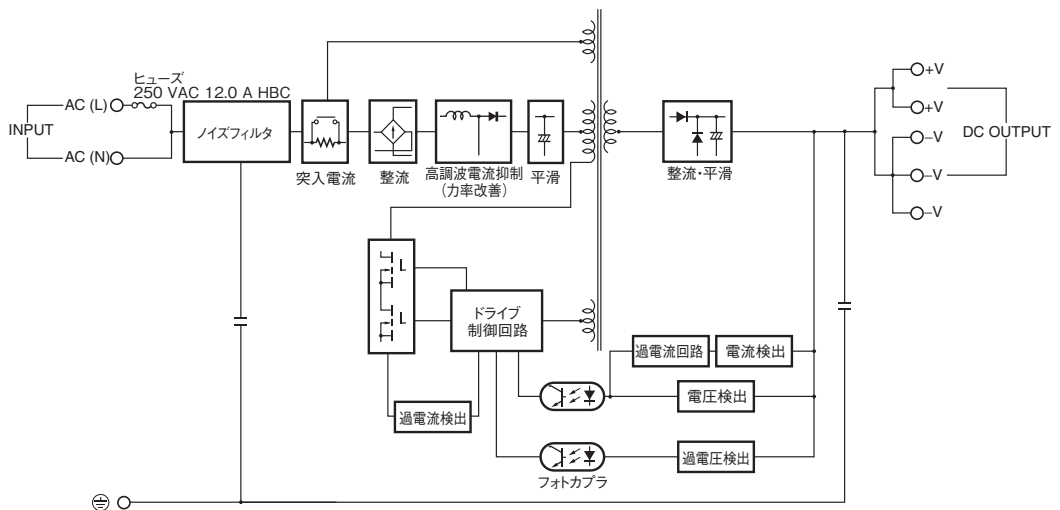 ヒューズ
250 VAC 12.0 A HBC
AC (L)
INPUT
AC (N)
ノイズフィルタ
突入電流
整流
高調波電流抑制
(力率改善)
平滑
整流・平滑
+V
+V
DC OUTPUT
−V
−V
−V
ドライブ
制御回路
過電流回路
電流検出
過電流検出
電圧検出
過電圧検出
フォトカプラ